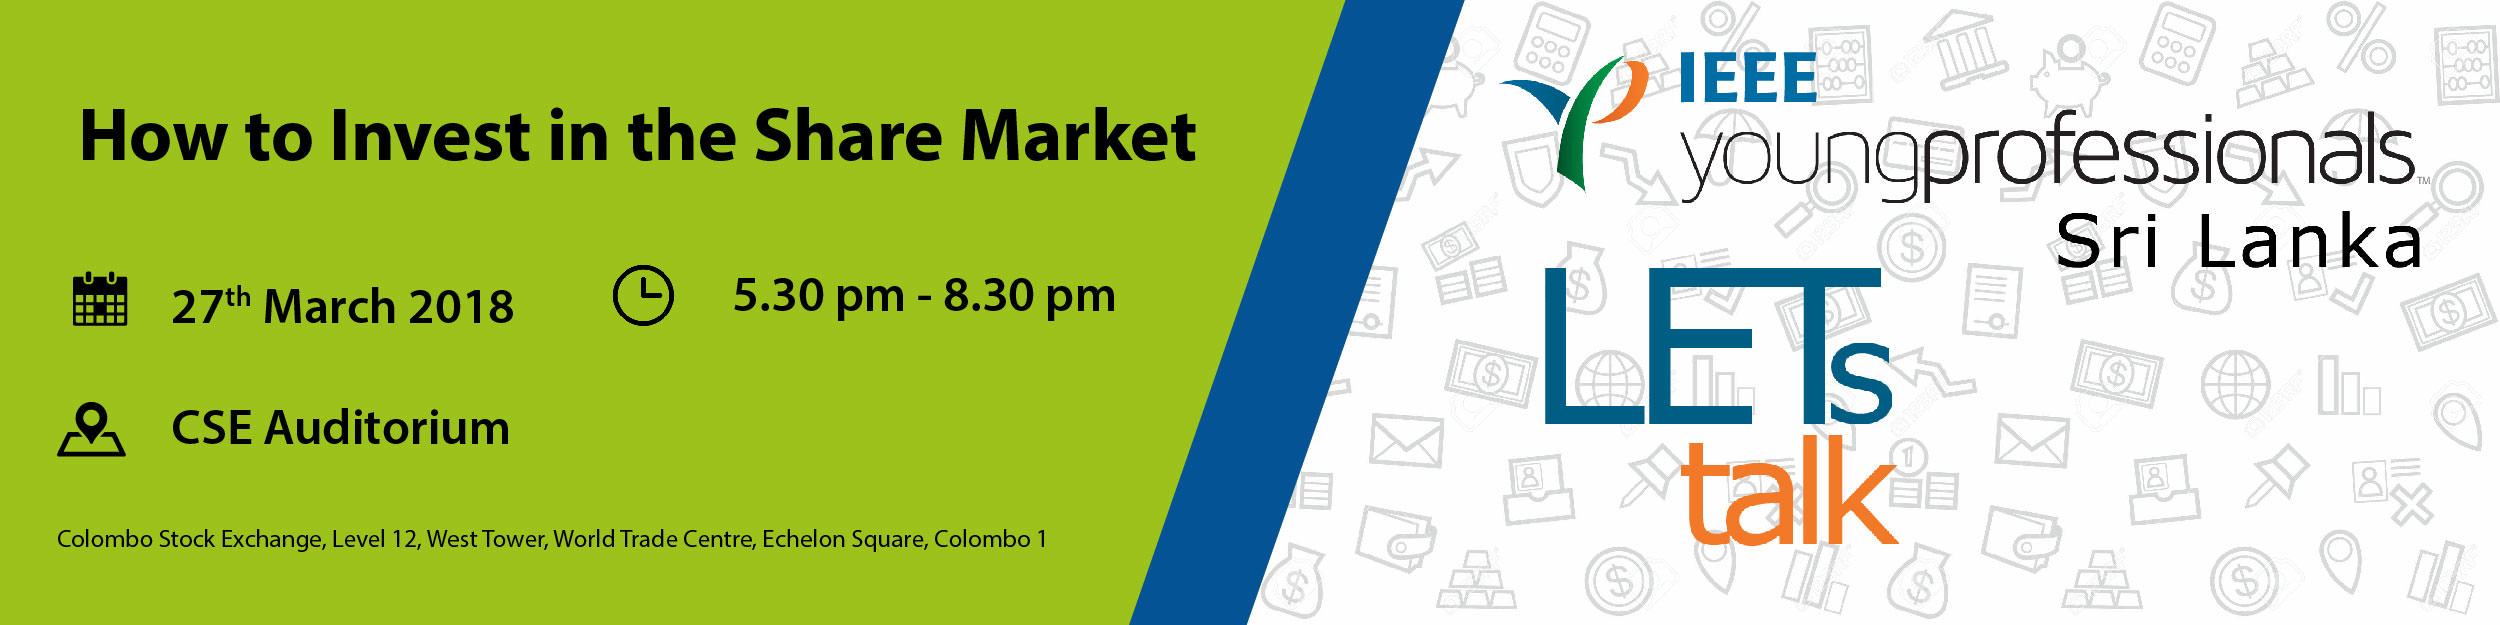 How to Invest in the Share Market
27th March 2018
5.30 pm - 8.30 pm
CSE Auditorium
Colombo Stock Exchange, Level 12, West Tower, World Trade Centre, Echelon Square, Colombo 1
IEEE
youngprofessionals™
Sri Lanka
LETs
talk